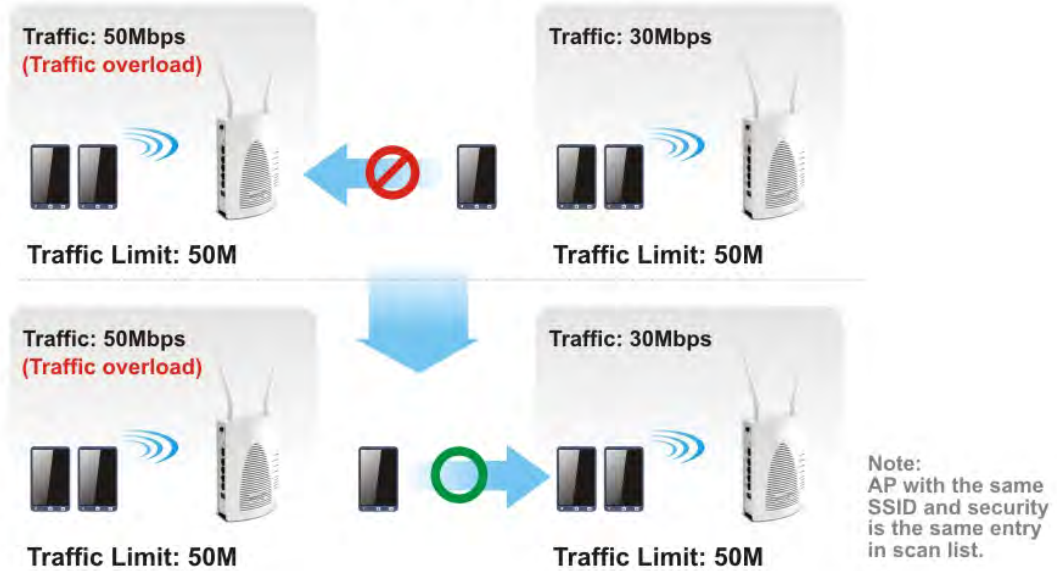 Traffic: 50Mbps
(Traffic overload)
Traffic: 30Mbps
Traffic Limit: 50M
Traffic Limit: 50M
Traffic: 50Mbps
(Traffic overload)
Traffic: 30Mbps
Note:
AP with the same
SSID and security
is the same entry
in scan list.
Traffic Limit: 50M
Traffic Limit: 50M